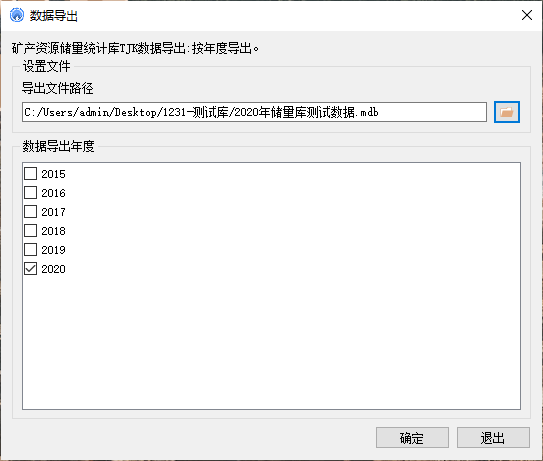 数据导出
矿产资源储量统计库TJK数据导出:按年度导出。
设置文件
导出文件路径
C:/Users/admin/Desktop/1231-测试库/2020年储量库测试数据.mdb
数据导出年度
2015
2016
2017
2018
2019
2020
确定
退出